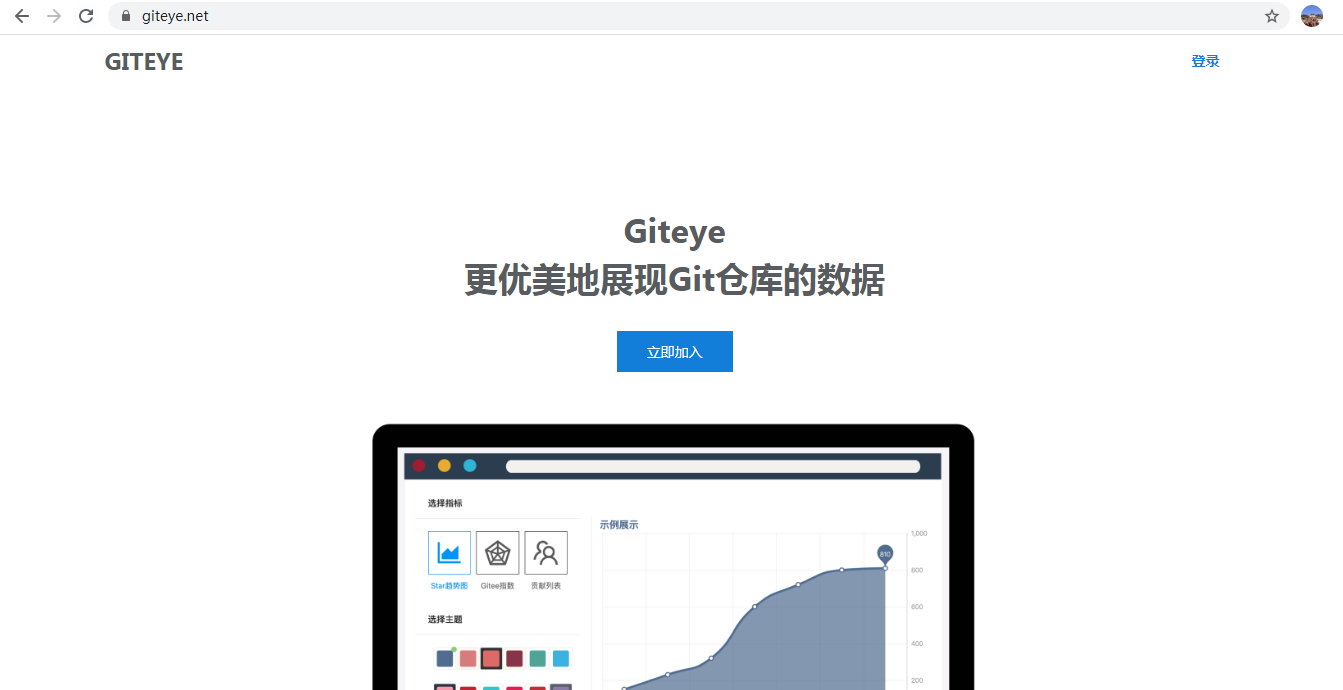 giteye.net
GITEYE
登录
Giteye
更优美地展现Git仓库的数据
立即加入
选择指标
示例展示
1,000
810
800
Star趋势图
Gitee指数
贡献列表
600
选择主题
400
200